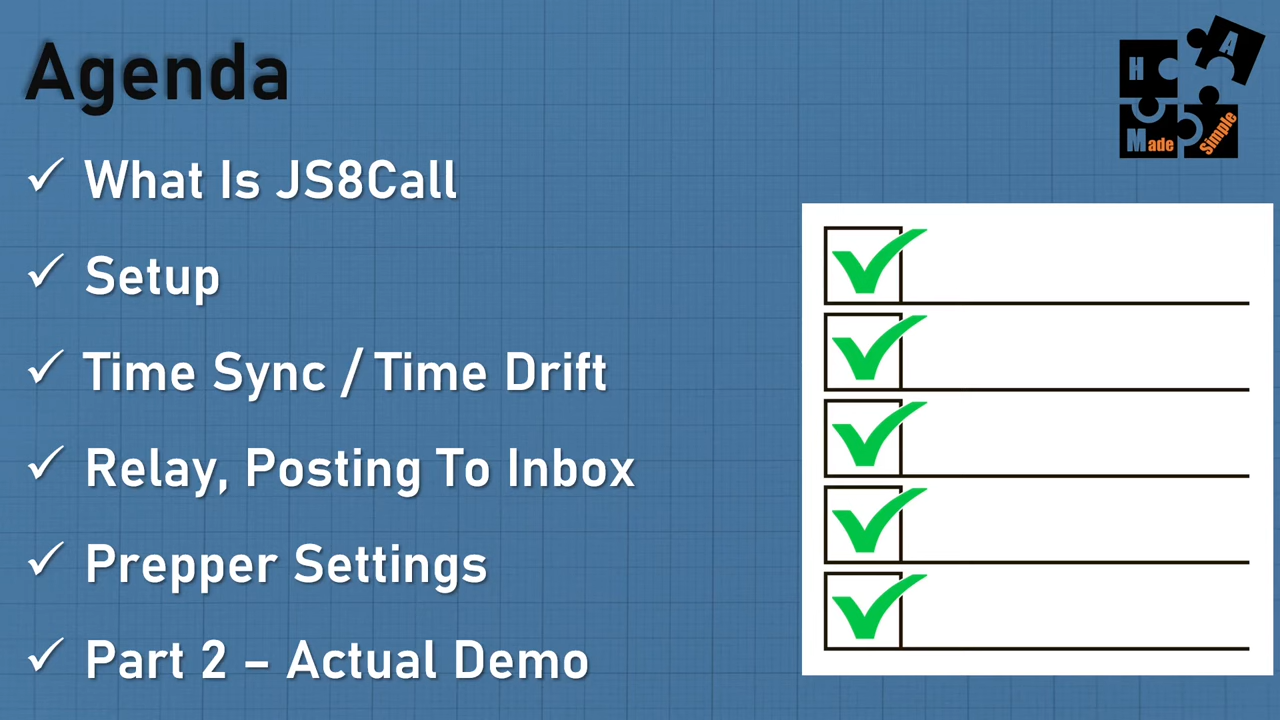 Agenda
H A
Made Simple
What Is JS8Call
Setup
Time Sync / Time Drift
Relay, Posting To Inbox
Prepper Settings
Part 2 – Actual Demo